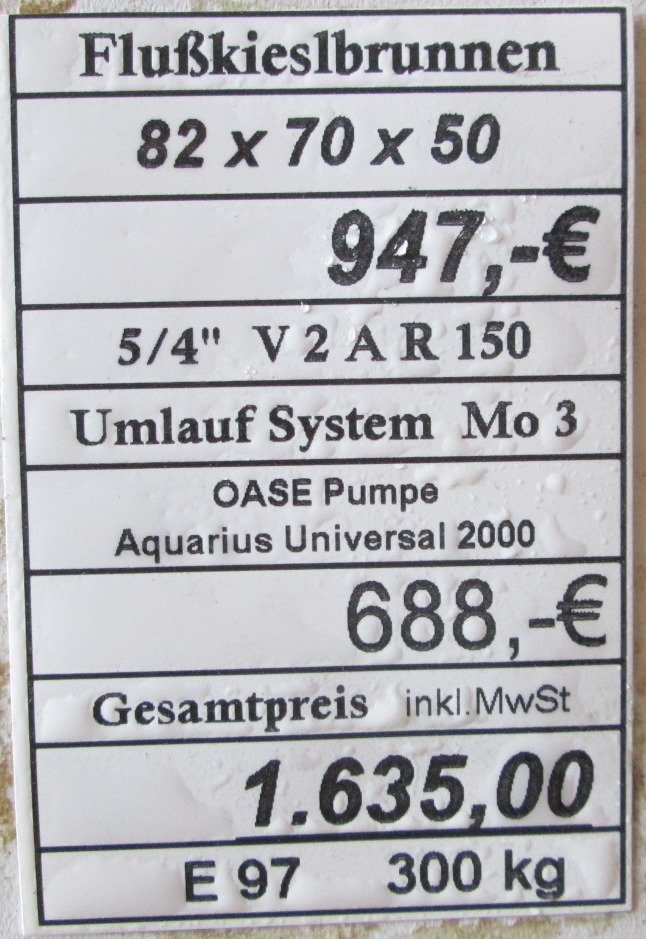 Flußkieslbrunnen
82 x 70 x 50
947,-€
5/4" V 2 A R 150
Umlauf System Mo 3
OASE Pumpe
Aquarius Universal 2000
688,-€
Gesamtpreis inkl.MwSt
1.635,00
E 97 300 kg